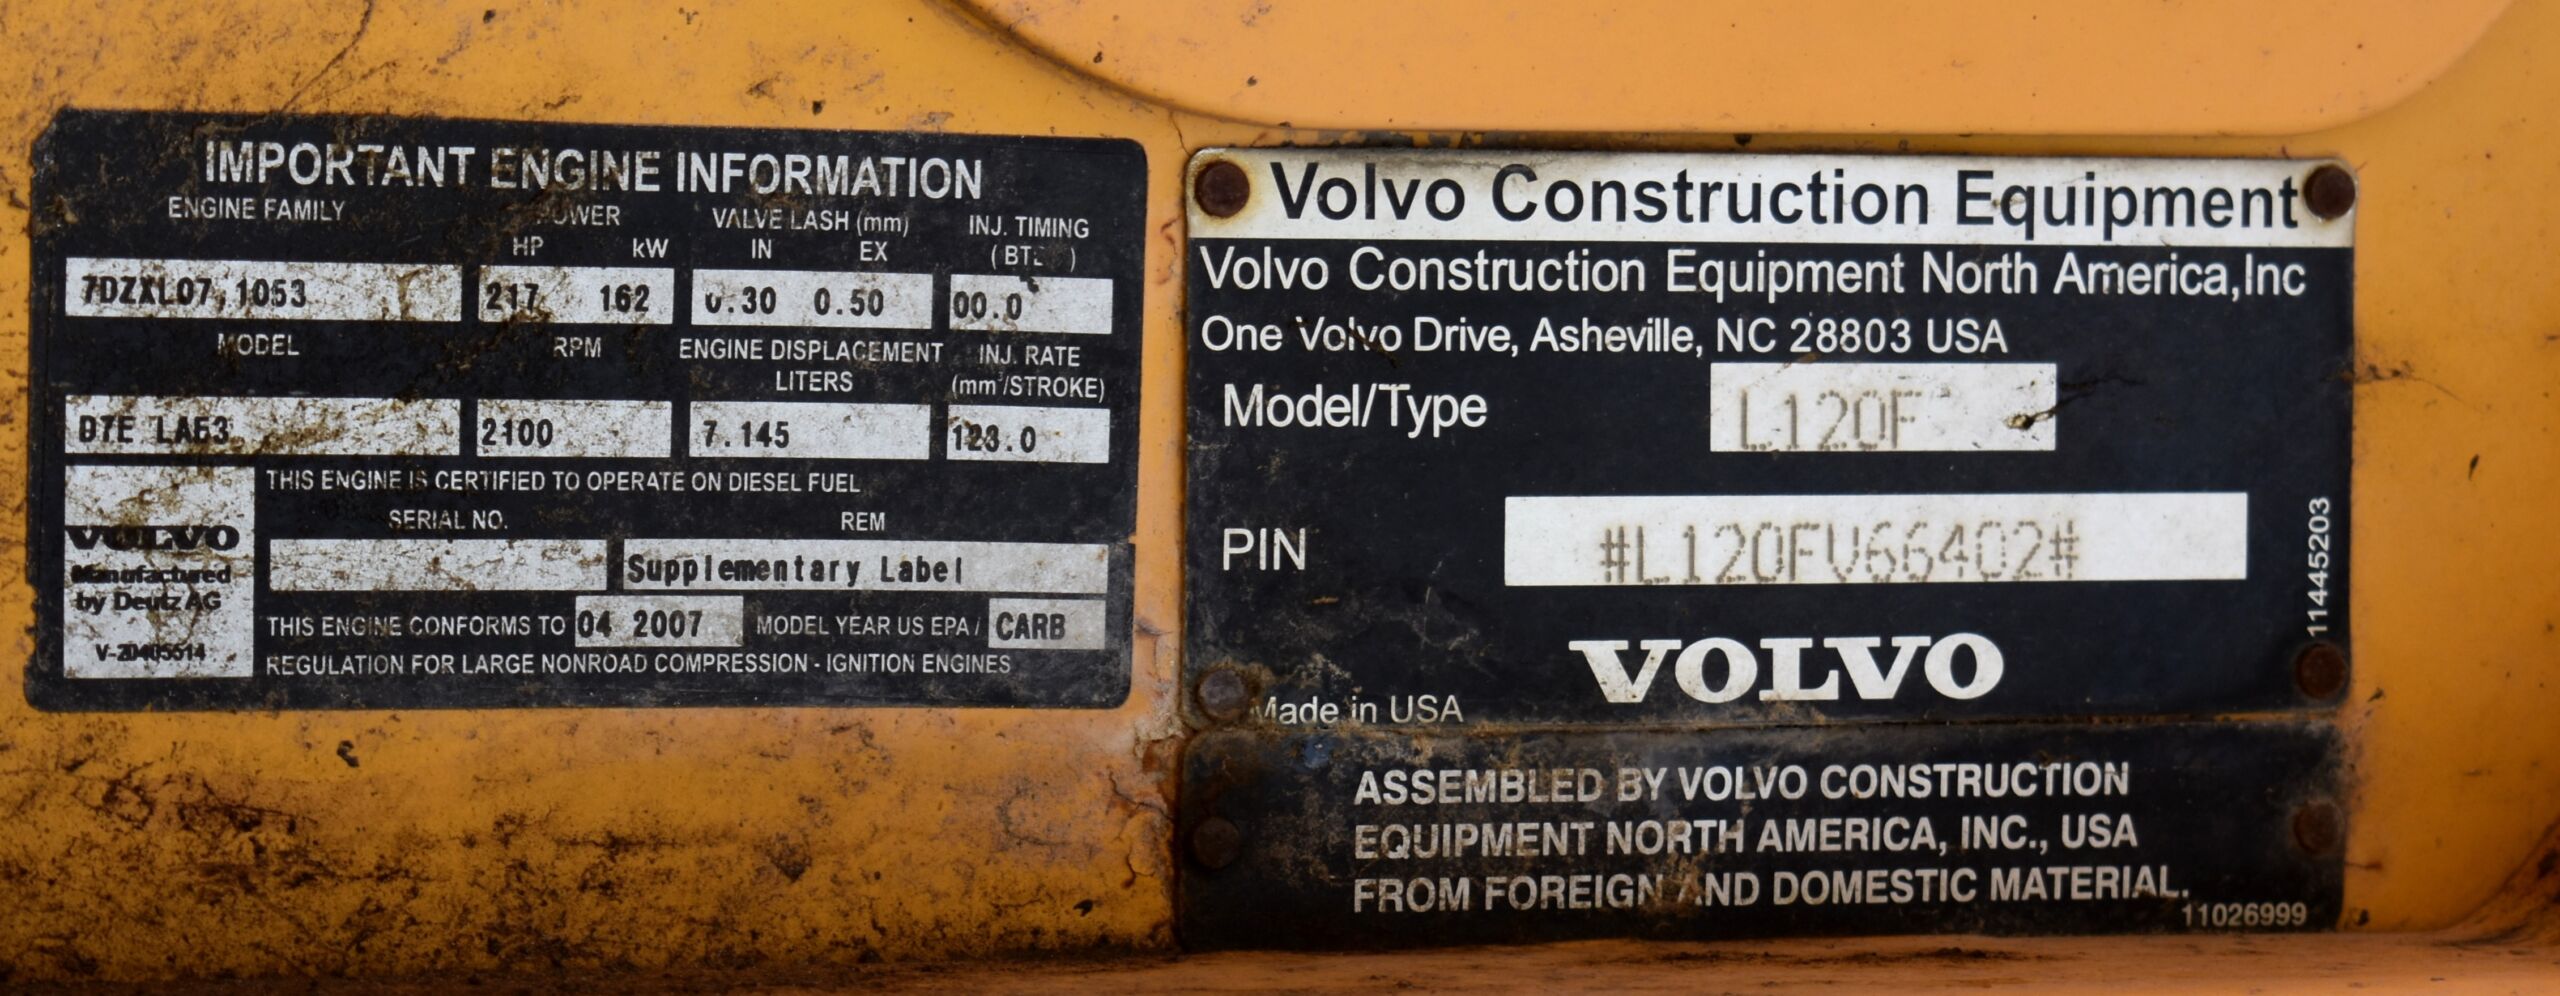 IMPORTANT ENGINE INFORMATION
ENGINE FAMILY
POWER
HP kW
VALVE LASH (mm)
IN EX
INJ. TIMING
(BT )
7DZXL07,1053
217 162
0.30 0.50
00.0
MODEL
RPM
ENGINE DISPLACEMENT
LITERS
INJ. RATE
(mm³/STROKE)
D7E LAE3
2100
7.145
123.0
THIS ENGINE IS CERTIFIED TO OPERATE ON DIESEL FUEL
SERIAL NO.
REM
Supplementary Label
VOLVO
Manufactured
by Deutz AG
V-20405514
THIS ENGINE CONFORMS TO 04 2007 MODEL YEAR US EPA / CARB
REGULATION FOR LARGE NONROAD COMPRESSION - IGNITION ENGINES
Volvo Construction Equipment
Volvo Construction Equipment North America,Inc
One Volvo Drive, Asheville, NC 28803 USA
Model/Type L120F
PIN #L120FV66402#
11445203
VOLVO
Made in USA
ASSEMBLED BY VOLVO CONSTRUCTION
EQUIPMENT NORTH AMERICA, INC., USA
FROM FOREIGN AND DOMESTIC MATERIAL.
11026999